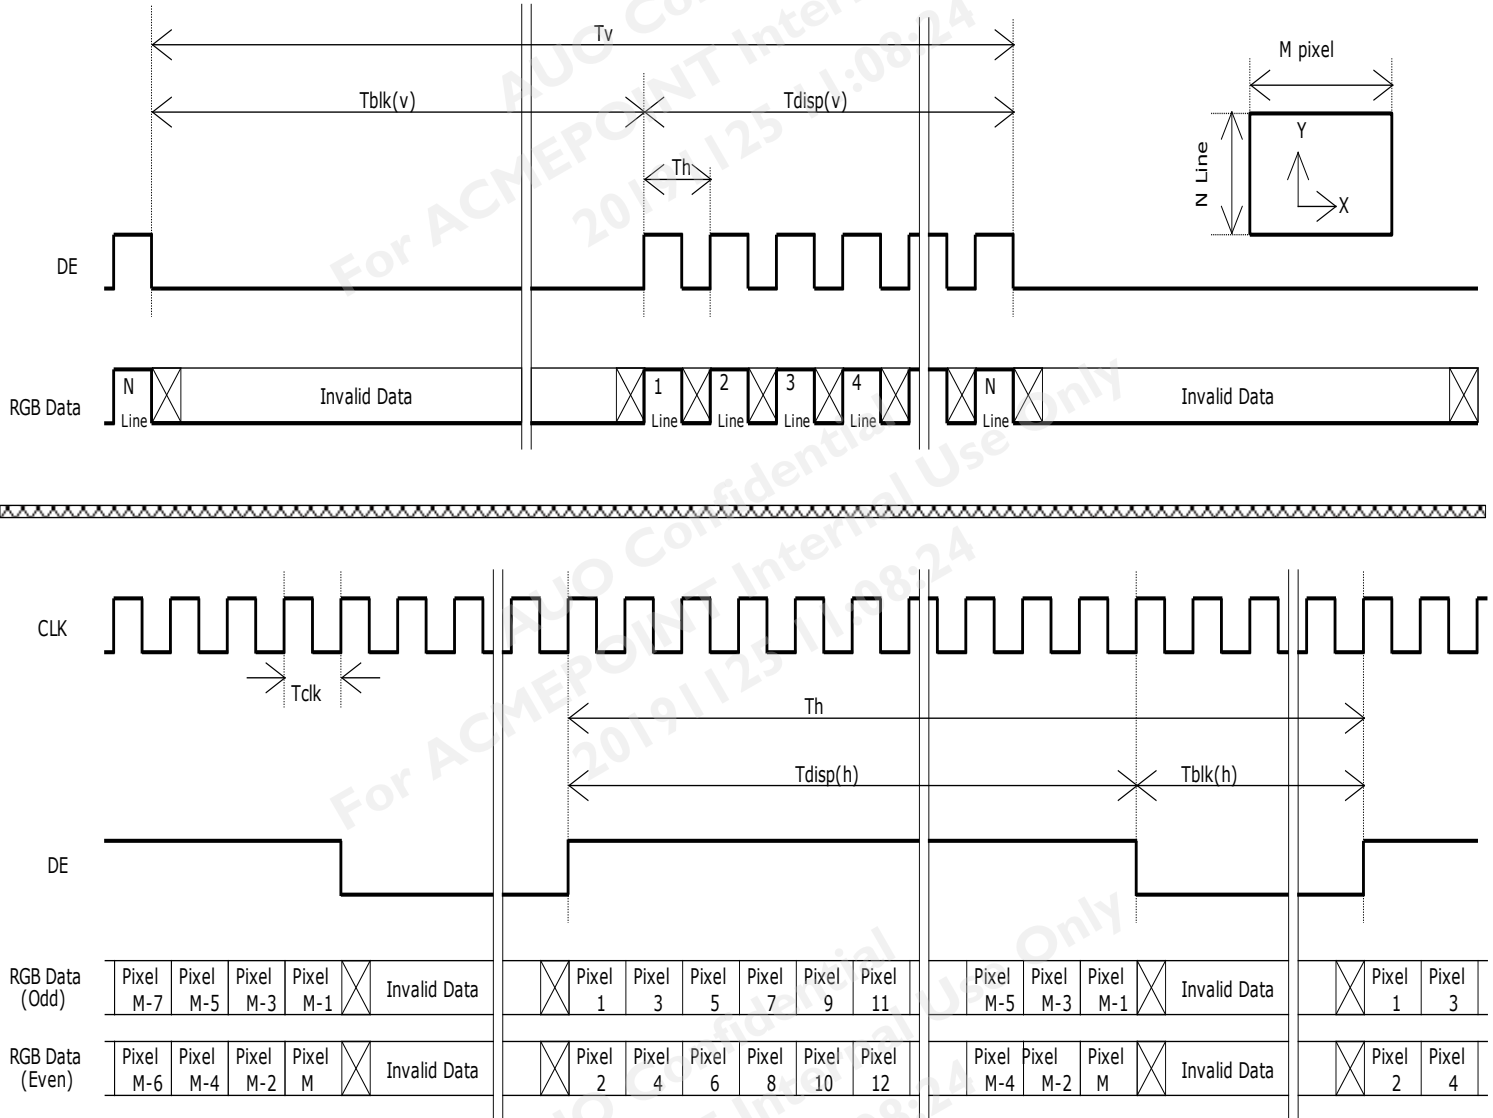 Tv
M pixel
Tblk(v)
Tdisp(v)
Th
N Line
Y
X
DE
RGB Data
N Line
Invalid Data
1 Line
2 Line
3 Line
4 Line
N Line
Invalid Data
CLK
Tclk
Th
Tdisp(h)
Tblk(h)
DE
RGB Data (Odd)
Pixel M-7
Pixel M-5
Pixel M-3
Pixel M-1
Invalid Data
Pixel 1
Pixel 3
Pixel 5
Pixel 7
Pixel 9
Pixel 11
Pixel M-5
Pixel M-3
Pixel M-1
Invalid Data
Pixel 1
Pixel 3
RGB Data (Even)
Pixel M-6
Pixel M-4
Pixel M-2
Pixel M
Invalid Data
Pixel 2
Pixel 4
Pixel 6
Pixel 8
Pixel 10
Pixel 12
Pixel M-4
Pixel M-2
Pixel M
Invalid Data
Pixel 2
Pixel 4
AUO Confidential
For ACMEPOINT Internal Use Only
20191125 11:08:24